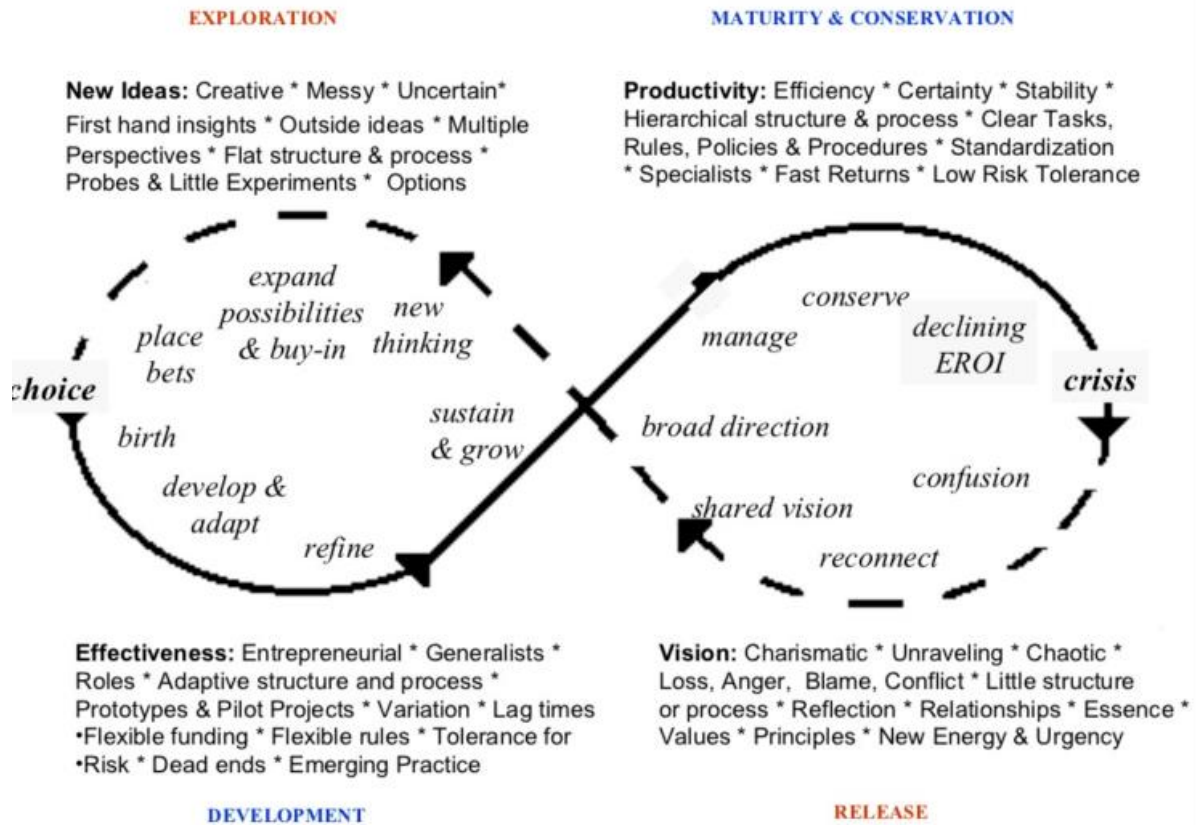 EXPLORATION
MATURITY & CONSERVATION
New Ideas: Creative * Messy * Uncertain*
First hand insights * Outside ideas * Multiple
Perspectives * Flat structure & process *
Probes & Little Experiments * Options
Productivity: Efficiency * Certainty * Stability *
Hierarchical structure & process * Clear Tasks,
Rules, Policies & Procedures * Standardization
* Specialists * Fast Returns * Low Risk Tolerance
expand
possibilities
& buy-in
new
thinking
place
bets
choice
birth
develop &
adapt
refine
sustain
& grow
manage
conserve
declining
EROI
crisis
confusion
reconnect
shared vision
broad direction
Effectiveness: Entrepreneurial * Generalists *
Roles * Adaptive structure and process *
Prototypes & Pilot Projects * Variation * Lag times
•Flexible funding * Flexible rules * Tolerance for
•Risk * Dead ends * Emerging Practice
Vision: Charismatic * Unraveling * Chaotic *
Loss, Anger, Blame, Conflict * Little structure
or process * Reflection * Relationships * Essence *
Values * Principles * New Energy & Urgency
DEVELOPMENT
RELEASE